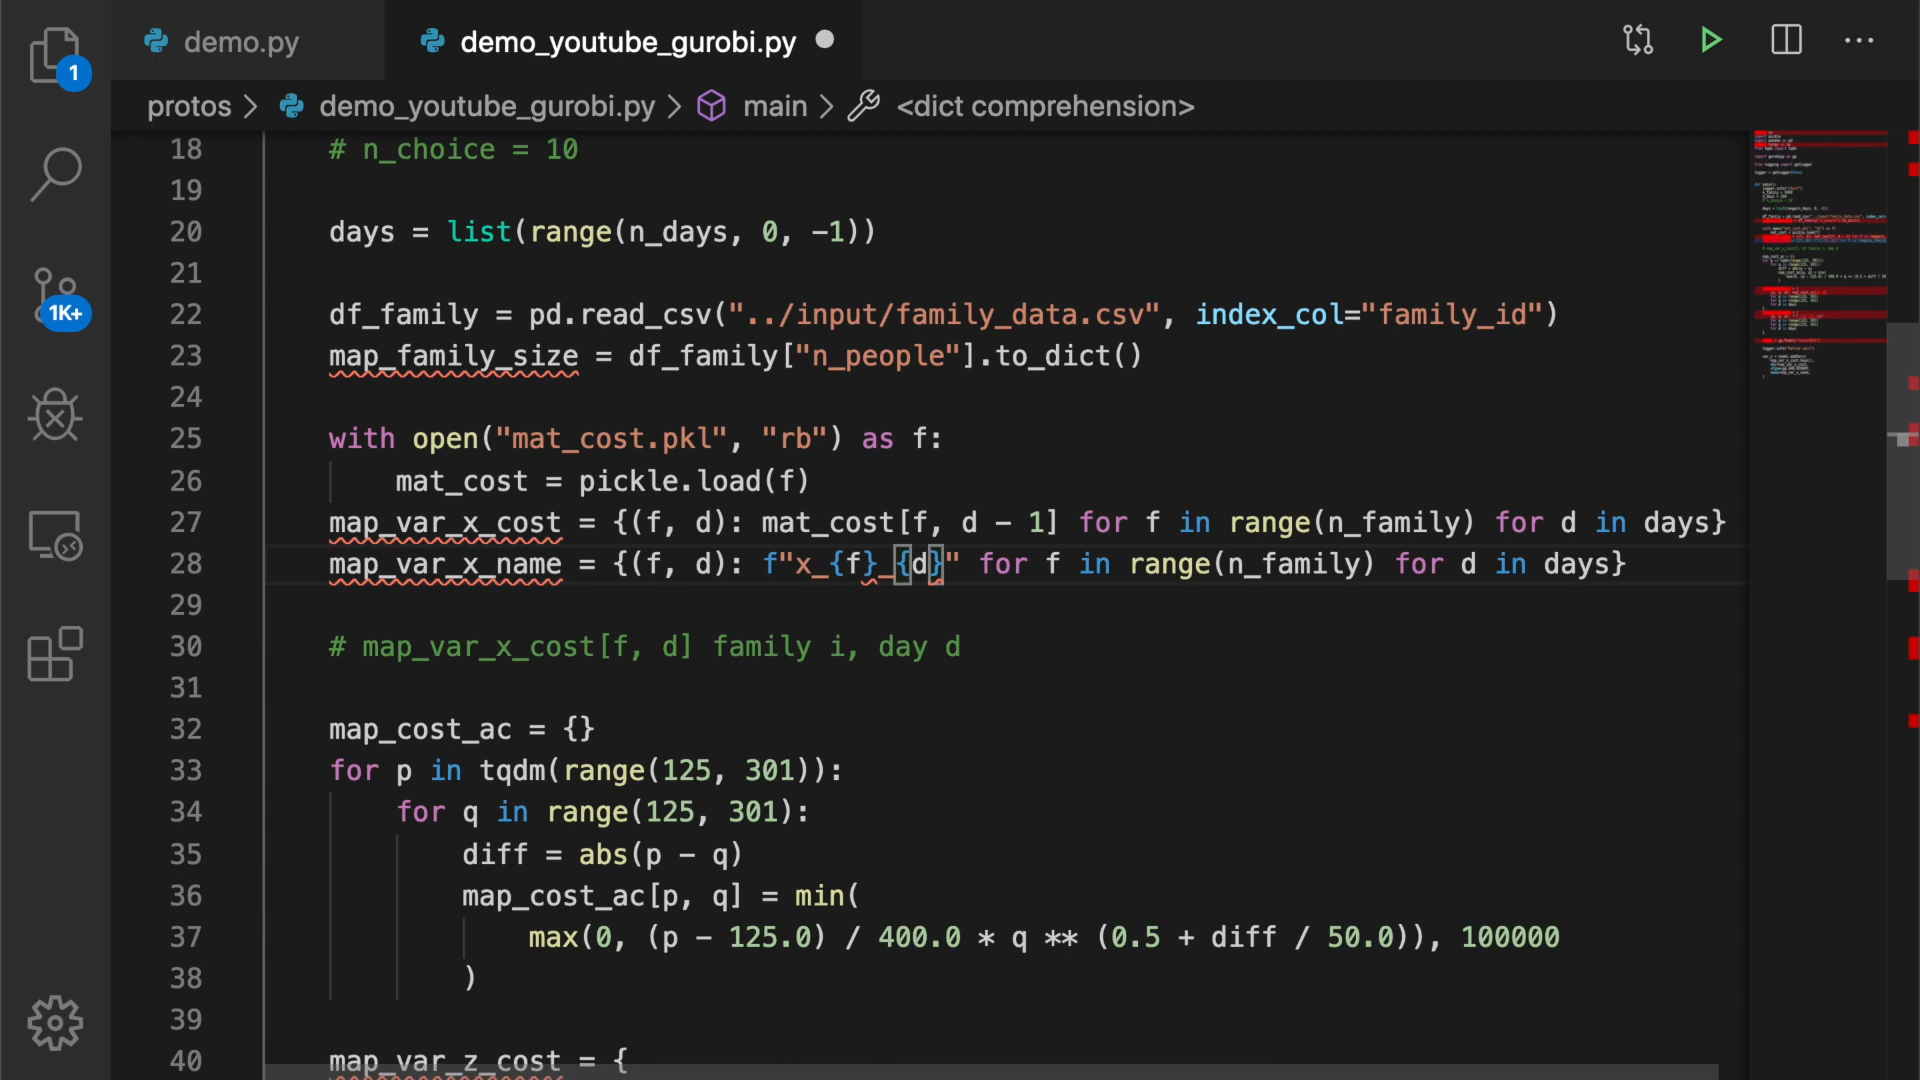 demo.py
demo_youtube_gurobi.py
1
protos > demo_youtube_gurobi.py > main > <dict comprehension>
18 # n_choice = 10
19
20 days = list(range(n_days, 0, -1))
21
1K+
22 df_family = pd.read_csv("../input/family_data.csv", index_col="family_id")
23 map_family_size = df_family["n_people"].to_dict()
24
25 with open("mat_cost.pkl", "rb") as f:
26 mat_cost = pickle.load(f)
27 map_var_x_cost = {(f, d): mat_cost[f, d - 1] for f in range(n_family) for d in days}
28 map_var_x_name = {(f, d): f"x_{f}_{d}" for f in range(n_family) for d in days}
29
30 # map_var_x_cost[f, d] family i, day d
31
32 map_cost_ac = {}
33 for p in tqdm(range(125, 301)):
34 for q in range(125, 301):
35 diff = abs(p - q)
36 map_cost_ac[p, q] = min(
37 max(0, (p - 125.0) / 400.0 * q ** (0.5 + diff / 50.0)), 100000
38 )
39
40 map_var_z_cost = {